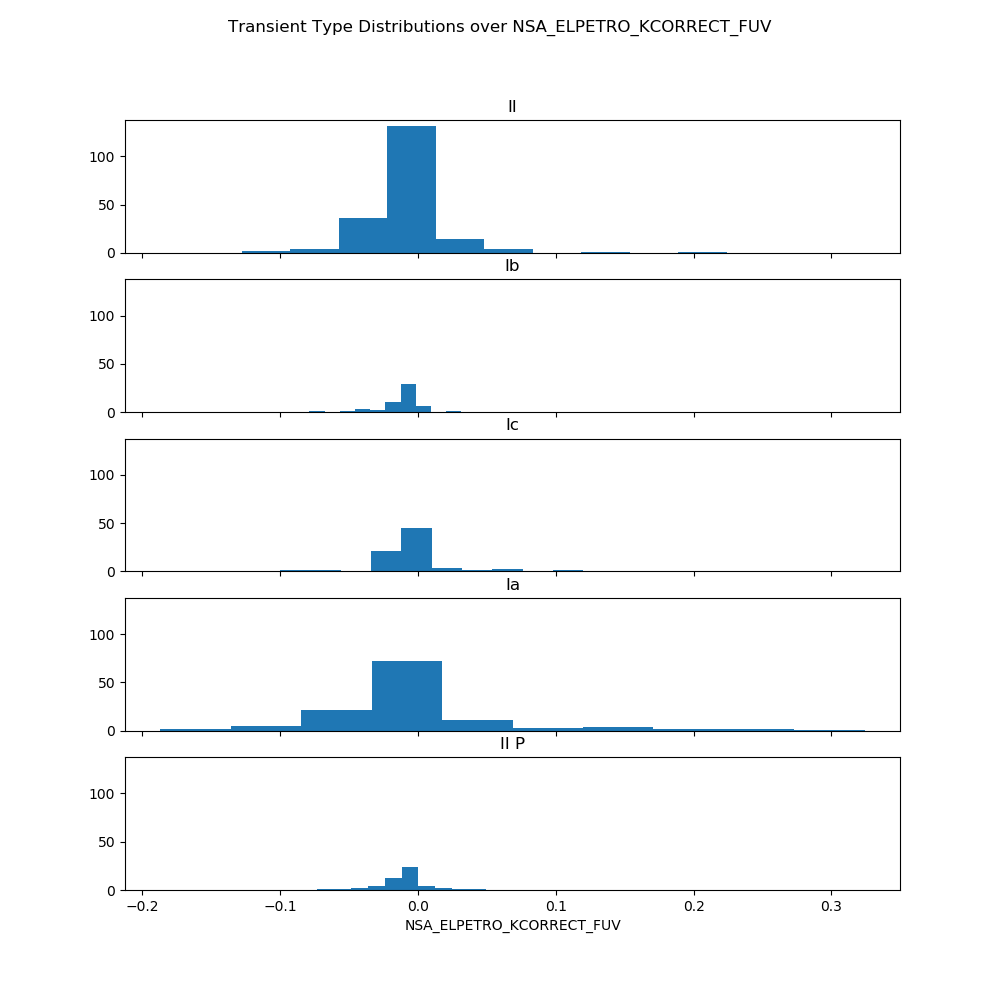 Transient Type Distributions over NSA_ELPETRO_KCORRECT_FUV
II
100
50
0
Ib
100
50
0
Ic
100
50
0
Ia
100
50
0
II P
100
50
0
−0.2 −0.1 0.0 0.1 0.2 0.3
NSA_ELPETRO_KCORRECT_FUV